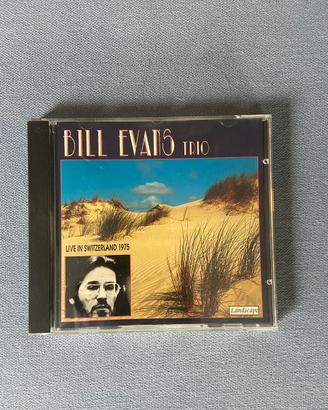 BILL EVANS TRIO
LIVE IN SWITZERLAND 1975
Landscape